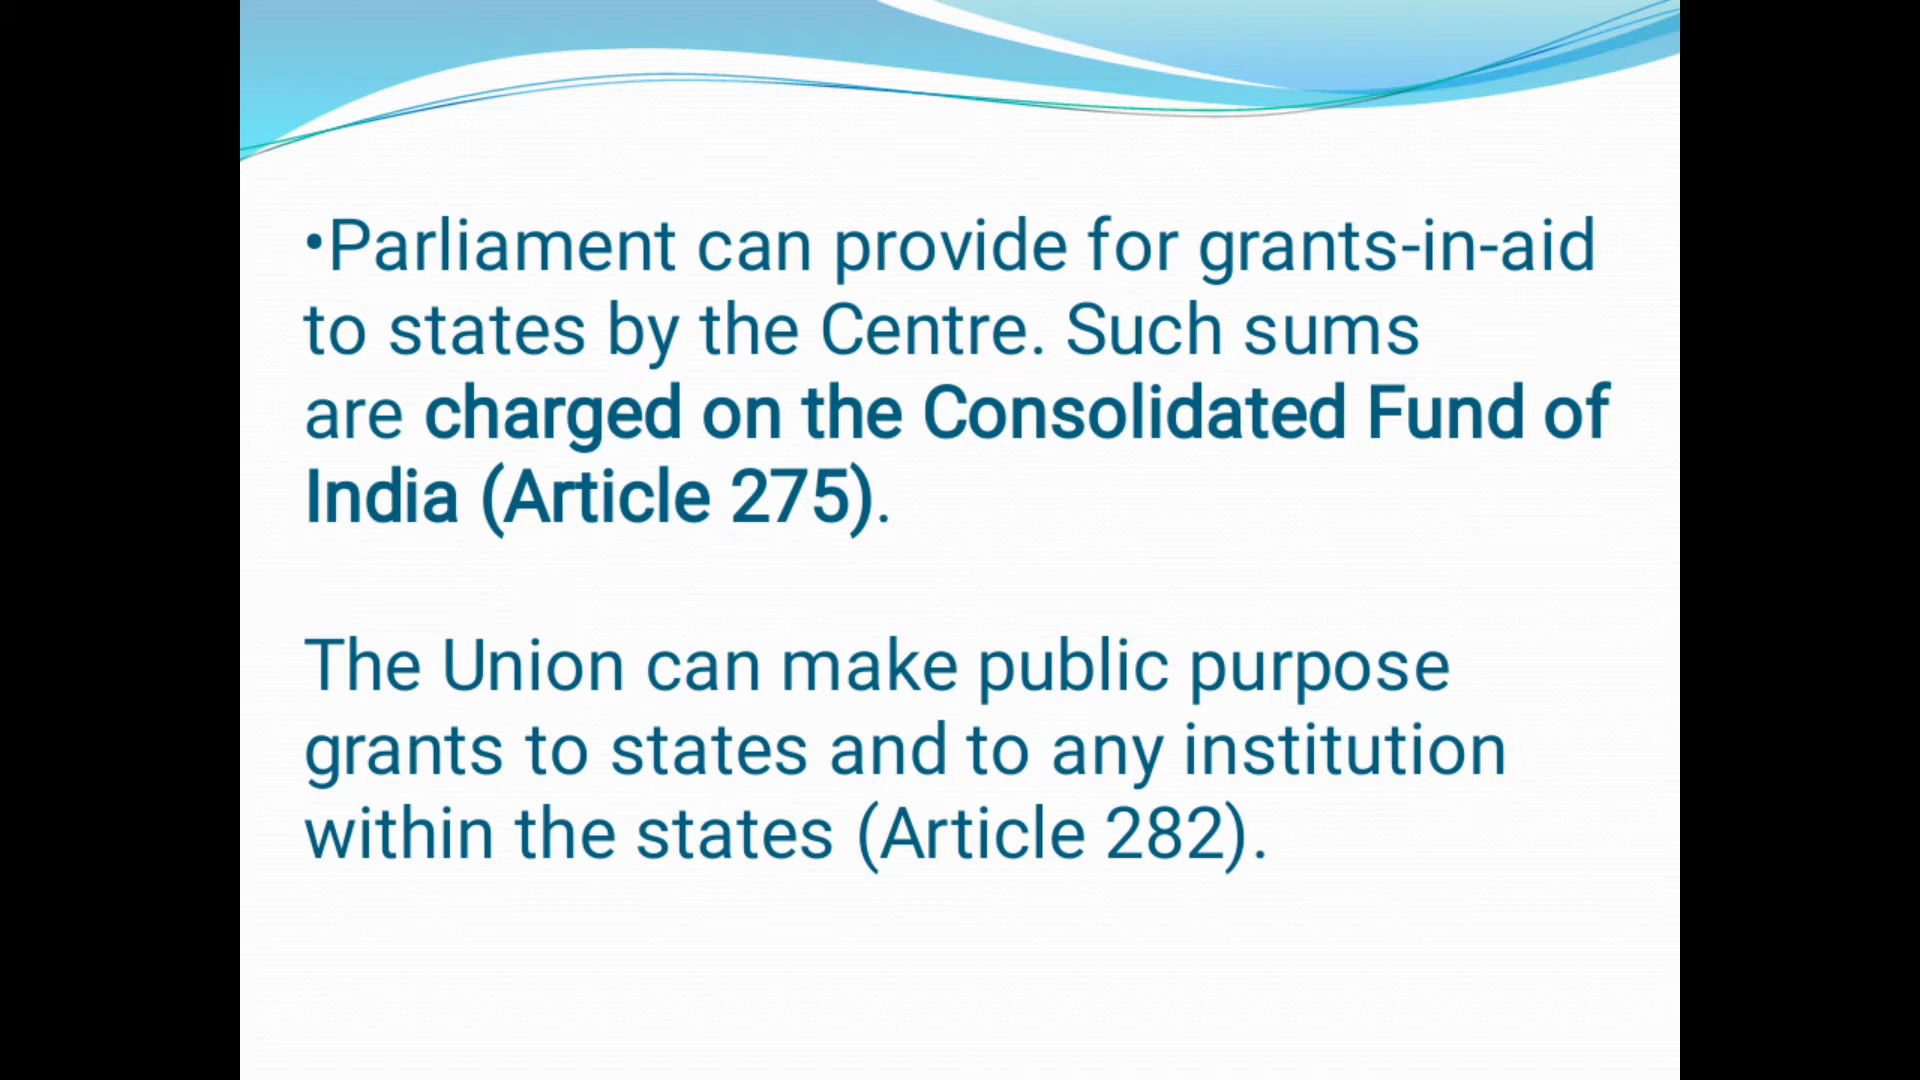 •Parliament can provide for grants-in-aid
to states by the Centre. Such sums
are charged on the Consolidated Fund of
India (Article 275).
The Union can make public purpose
grants to states and to any institution
within the states (Article 282).